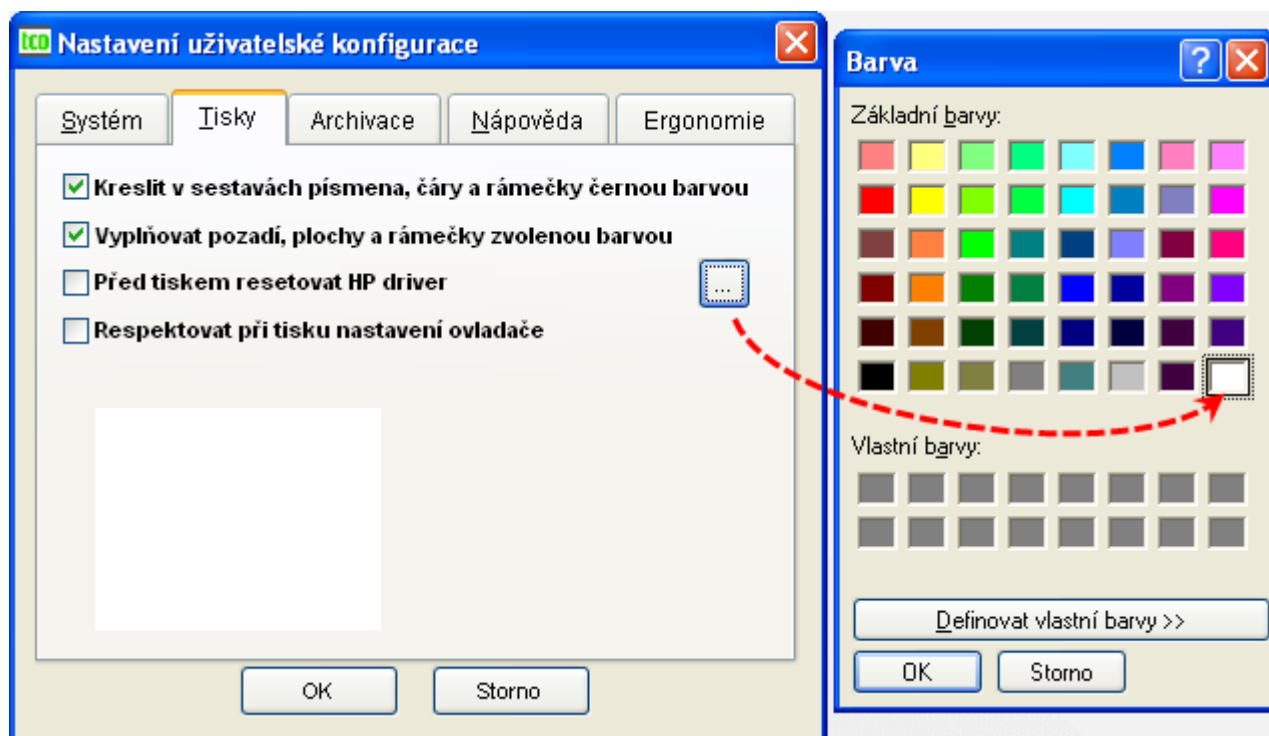 tco Nastavení uživatelské konfigurace
Systém Tisky Archivace Nápověda Ergonomie
Kreslit v sestavách písmena, čáry a rámečky černou barvou
Vyplňovat pozadí, plochy a rámečky zvolenou barvou
Před tiskem resetovat HP driver
...
Respektovat při tisku nastavení ovladače
OK Storno
Barva
?
Základní barvy:
Vlastní barvy:
Definovat vlastní barvy >>
OK Storno